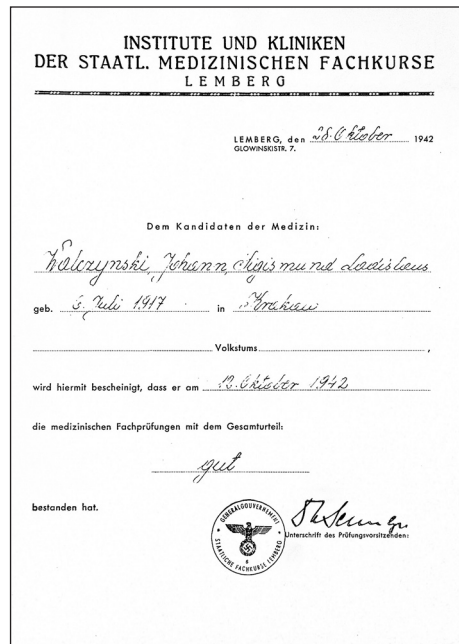 INSTITUTE UND KLINIKEN
DER STAATL. MEDIZINISCHEN FACHKURSE
LEMBERG
LEMBERG, den 28. Oktober 1942
GLOWINSKISTR. 7.
Dem Kandidaten der Medizin:
Walczynski, Johann, Sigismund Ladislaus
geb. 6. Juli 1917 in Krakau
Volkstums ,
wird hiermit bescheinigt, dass er am 12. Oktober 1942
die medizinischen Fachprüfungen mit dem Gesamturteil:
gut
bestanden hat.
Unterschrift des Prüfungsvorsitzenden:
GENERALGOUVERNEMENT
STAATLICHE FACHKURSE LEMBERG